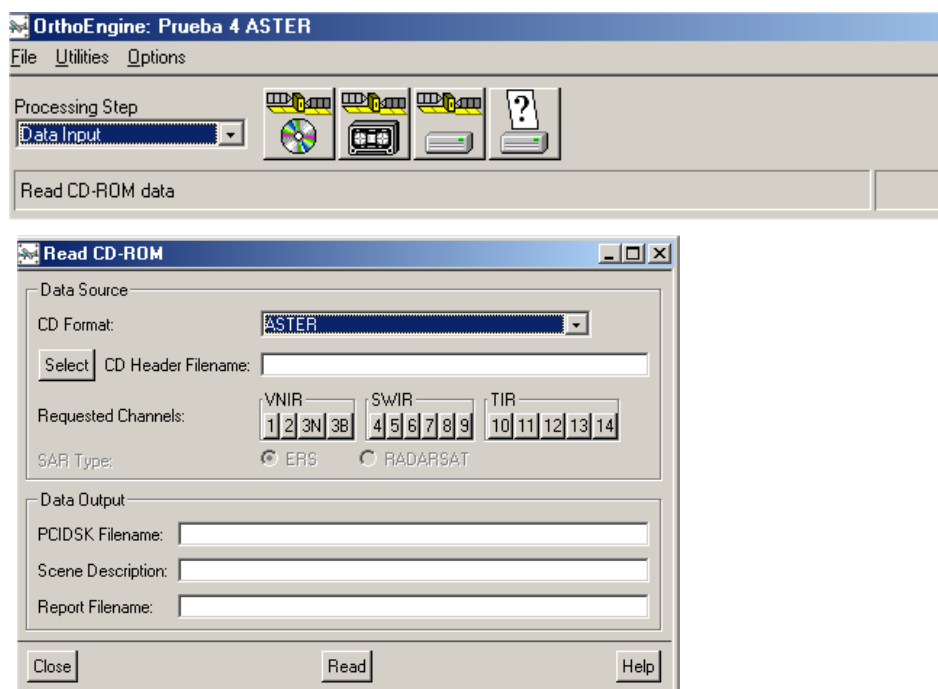 OrthoEngine: Prueba 4 ASTER
File Utilities Options
Processing Step
Data Input
?
Read CD-ROM data
Read CD-ROM
Data Source
CD Format: ASTER
Select CD Header Filename:
VNIR SWIR TIR
Requested Channels: 1 2 3N 3B 4 5 6 7 8 9 10 11 12 13 14
SAR Type: ERS RADARSAT
Data Output
PCIDSK Filename:
Scene Description:
Report Filename:
Close Read Help